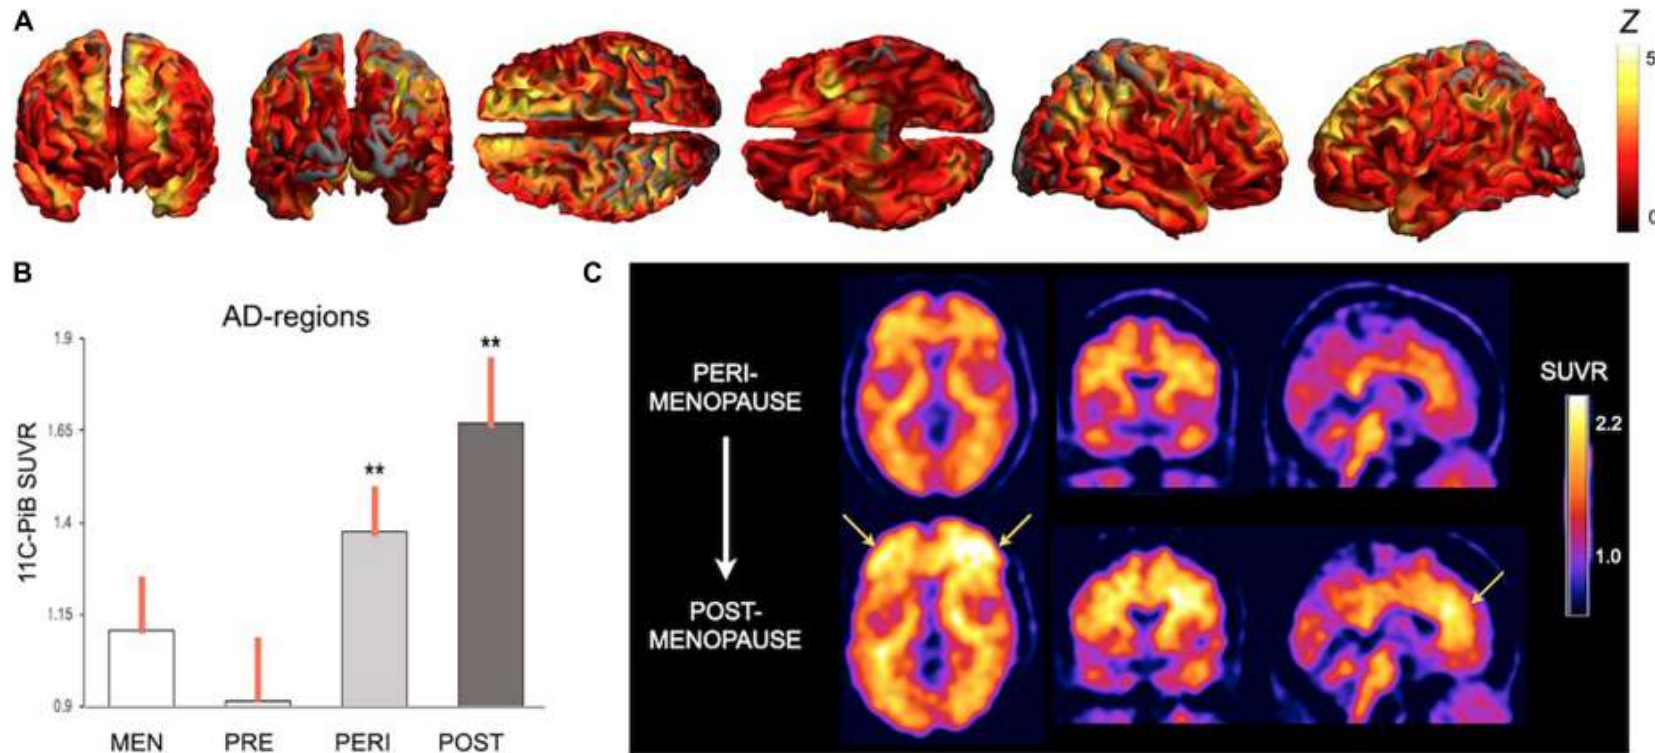 A
Z
5
0
B
AD-regions
11C-PiB SUVR
1.9
1.65
1.4
1.15
0.9
**
**
MEN PRE PERI POST
C
PERI-
MENOPAUSE
POST-
MENOPAUSE
SUVR
2.2
1.0